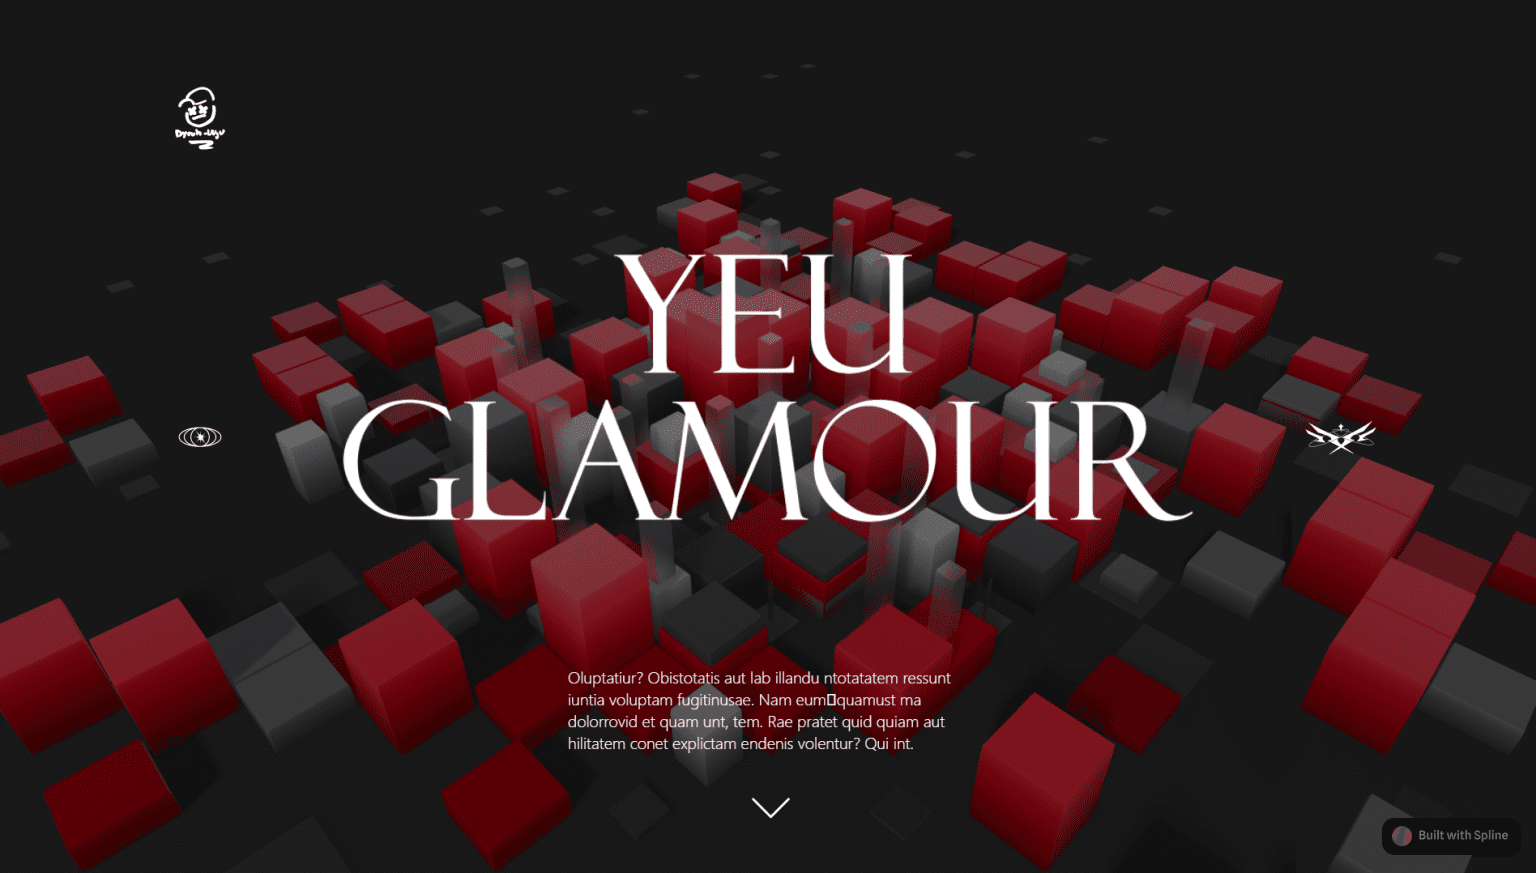 YEU
GLAMOUR
Oluptatiur? Obistotatis aut lab illandu ntotatatem ressunt
iuntia voluptam fugitinusae. Nam eum▯quamust ma
dolorrovid et quam unt, tem. Rae pratet quid quiam aut
hilitatem conet explictam endenis volentur? Qui int.
Built with Spline